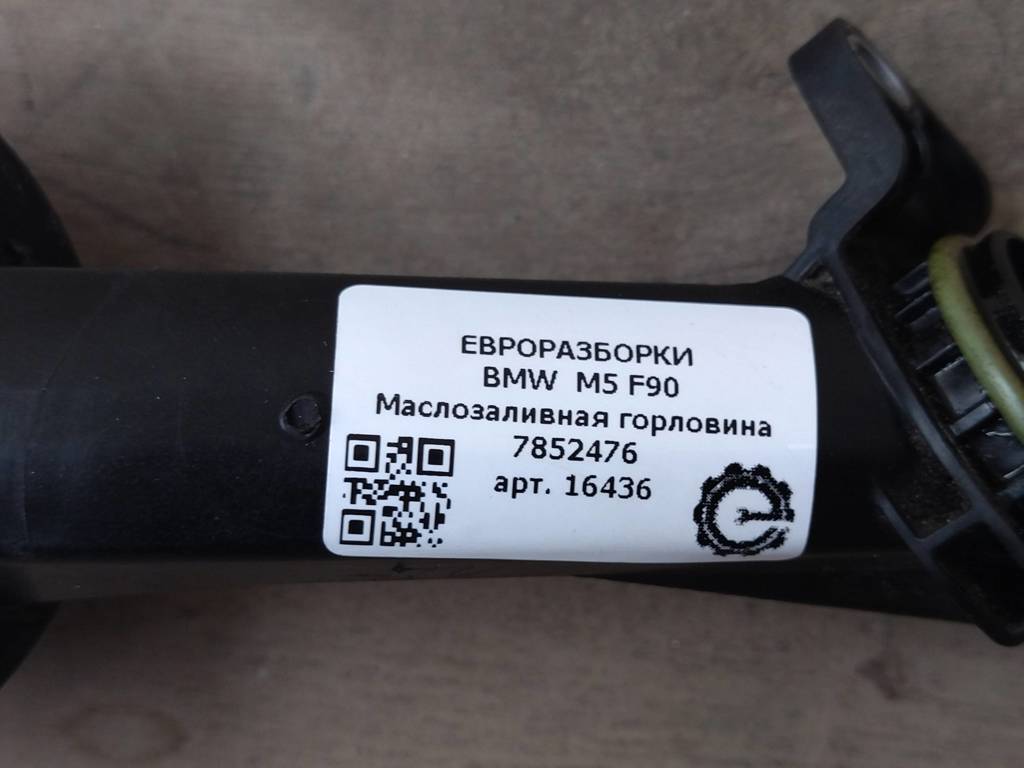 ЕВРОРАЗБОРКИ
BMW M5 F90
Маслозаливная горловина
7852476
арт. 16436